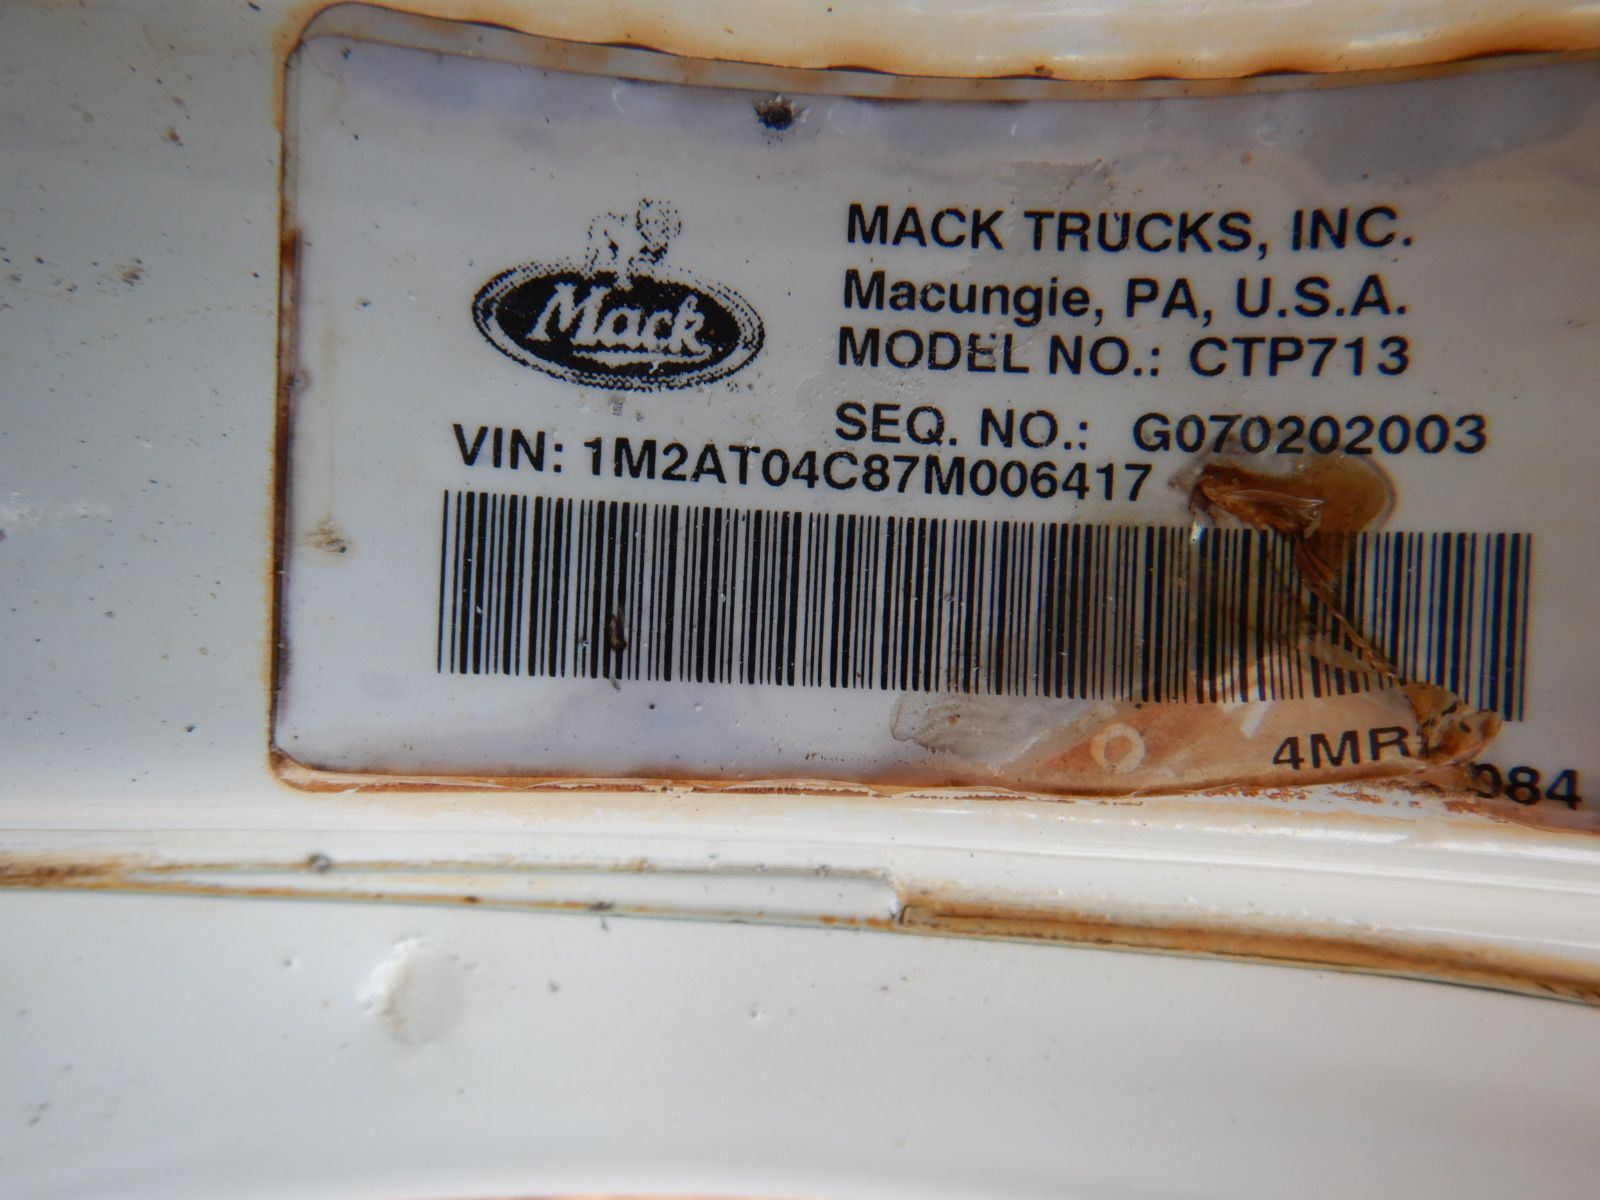 Mack
MACK TRUCKS, INC.
Macungie, PA, U.S.A.
MODEL NO.: CTP713
SEQ. NO.: G070202003
VIN: 1M2AT04C87M006417